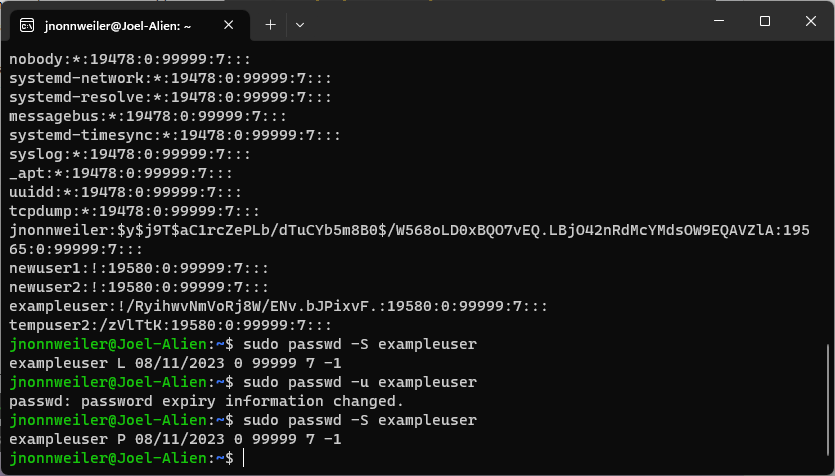 jnonnweiler@Joel-Alien: ~
nobody:*:19478:0:99999:7:::
systemd-network:*:19478:0:99999:7:::
systemd-resolve:*:19478:0:99999:7:::
messagebus:*:19478:0:99999:7:::
systemd-timesync:*:19478:0:99999:7:::
syslog:*:19478:0:99999:7:::
_apt:*:19478:0:99999:7:::
uuidd:*:19478:0:99999:7:::
tcpdump:*:19478:0:99999:7:::
jnonnweiler:$y$j9T$aC1rcZePLb/dTuCYb5m8B0$/W568oLD0xBQO7vEQ.LBjO42nRdMcYMdsOW9EQAVZlA:195
65:0:99999:7:::
newuser1:!:19580:0:99999:7:::
newuser2:!:19580:0:99999:7:::
exampleuser:!/RyihwvNmVoRj8W/ENv.bJPixvF.:19580:0:99999:7:::
tempuser2:/zVlTtK:19580:0:99999:7:::
jnonnweiler@Joel-Alien:~$ sudo passwd -S exampleuser
exampleuser L 08/11/2023 0 99999 7 -1
jnonnweiler@Joel-Alien:~$ sudo passwd -u exampleuser
passwd: password expiry information changed.
jnonnweiler@Joel-Alien:~$ sudo passwd -S exampleuser
exampleuser P 08/11/2023 0 99999 7 -1
jnonnweiler@Joel-Alien:~$